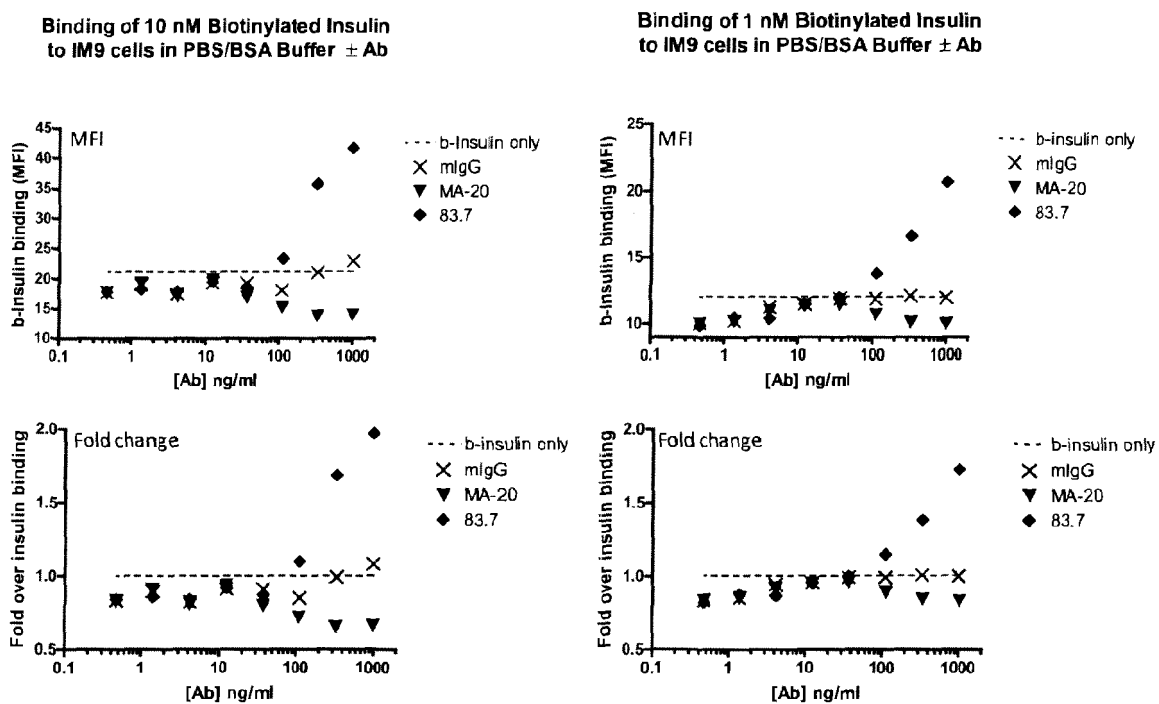 Binding of 10 nM Biotinylated Insulin
to IM9 cells in PBS/BSA Buffer ± Ab
Binding of 1 nM Biotinylated Insulin
to IM9 cells in PBS/BSA Buffer ± Ab
MFI
b-Insulin binding (MFI)
45
40
35
30
25
20
15
10
0.1
1
10
100
1000
[Ab] ng/ml
b-Insulin only
mIgG
MA-20
83.7
MFI
b-Insulin binding (MFI)
25
20
15
10
0.1
1
10
100
1000
[Ab] ng/ml
b-insulin only
mIgG
MA-20
83.7
Fold change
Fold over insulin binding
2.0
1.5
1.0
0.5
0.1
1
10
100
1000
[Ab] ng/ml
b-insulin only
mIgG
MA-20
83.7
Fold change
Fold over insulin binding
2.0
1.5
1.0
0.5
0.1
1
10
100
1000
[Ab] ng/ml
b-insulin only
mIgG
MA-20
83.7